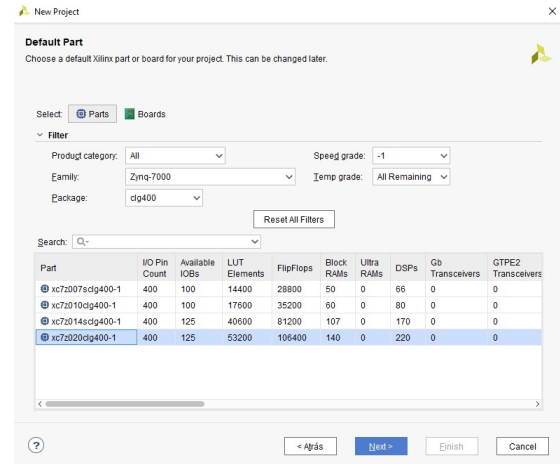 New Project
Default Part
Choose a default Xilinx part or board for your project. This can be changed later.
Select: Parts Boards
Filter
Product category: All Speed grade: -1
Family: Zynq-7000 Temp grade: All Remaining
Package: clg400
Reset All Filters
Search: Q-
Part I/O Pin Count Available IOBs LUT Elements FlipFlops Block RAMs Ultra RAMs DSPs Gb Transceivers GTPE2 Transceivers
xc7z007sclg400-1 400 100 14400 28800 50 0 66 0 0
xc7z010clg400-1 400 100 17600 35200 60 0 80 0 0
xc7z014sclg400-1 400 125 40600 81200 107 0 170 0 0
xc7z020clg400-1 400 125 53200 106400 140 0 220 0 0
? < Atrás Next > Finish Cancel